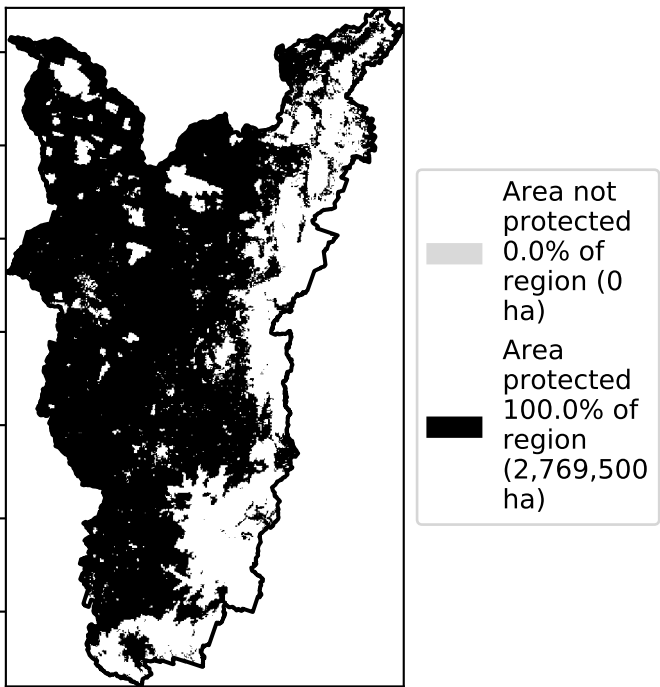 Area not
protected
0.0% of
region (0
ha)
Area
protected
100.0% of
region
(2,769,500
ha)